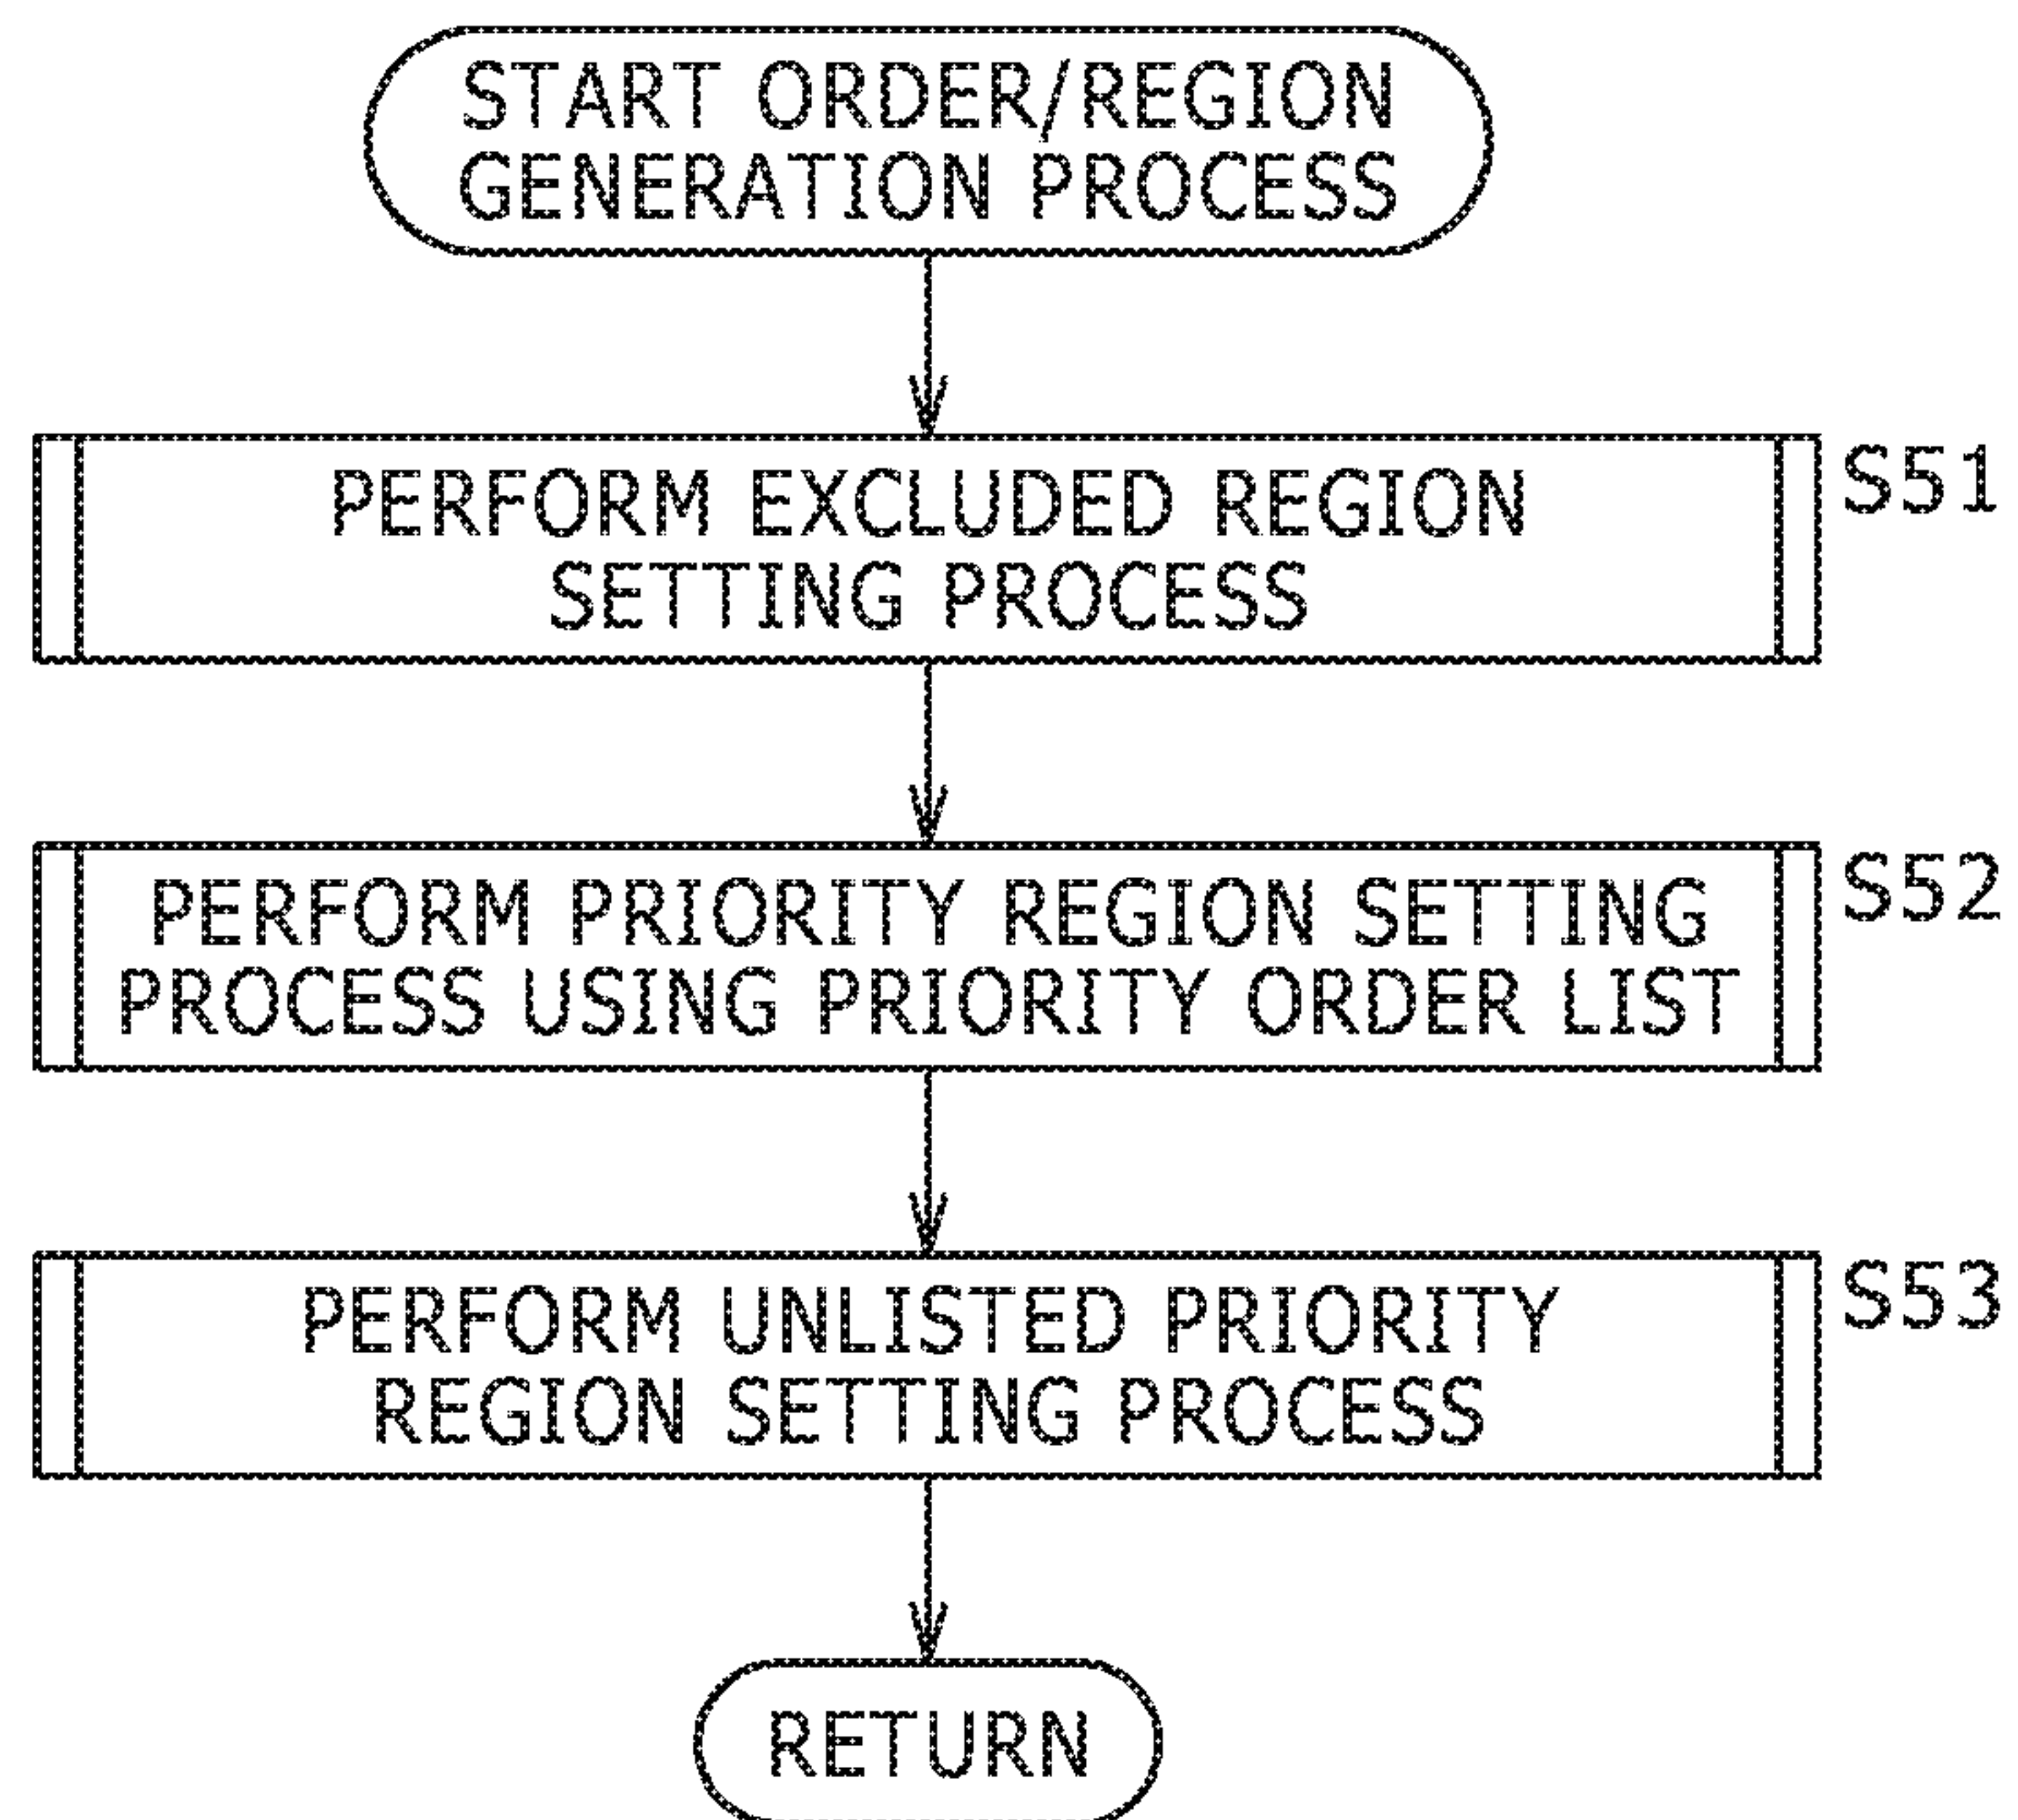 START ORDER/REGION
GENERATION PROCESS
PERFORM EXCLUDED REGION
SETTING PROCESS
S51
PERFORM PRIORITY REGION SETTING
PROCESS USING PRIORITY ORDER LIST
S52
PERFORM UNLISTED PRIORITY
REGION SETTING PROCESS
S53
RETURN